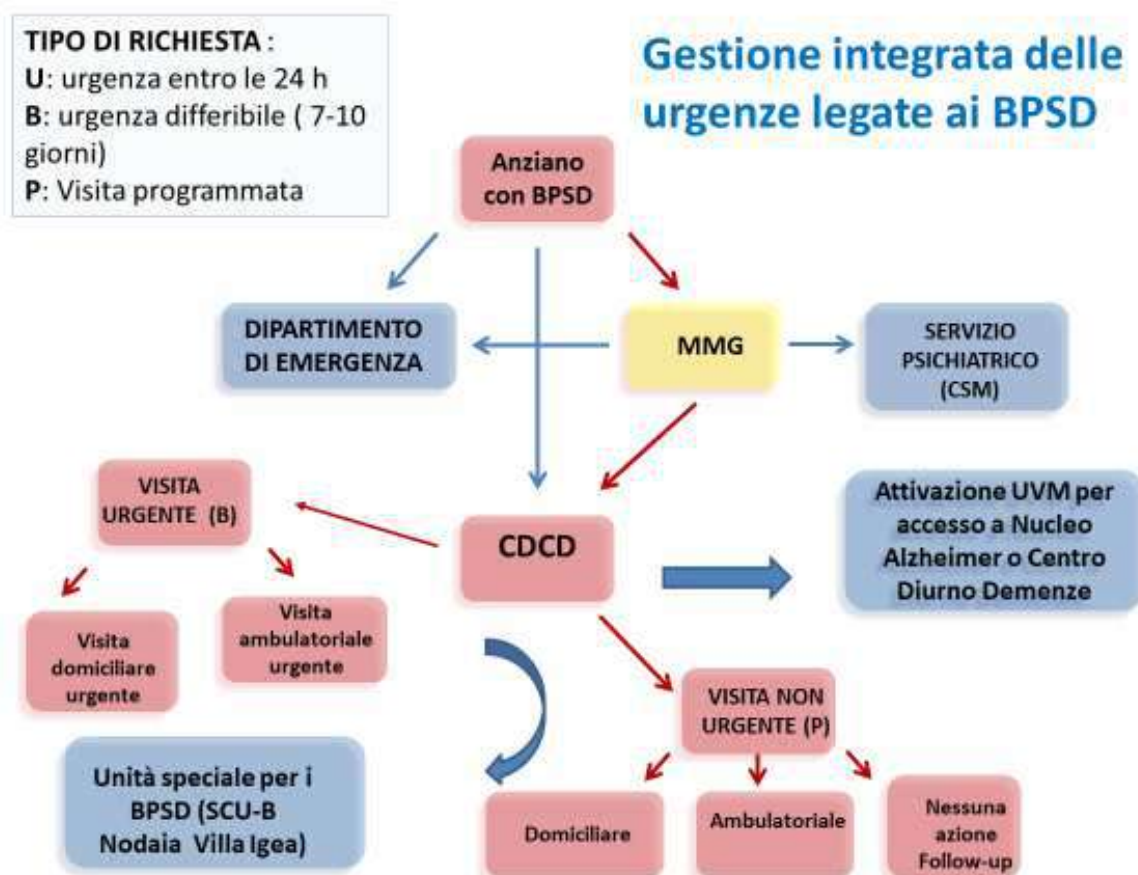 TIPO DI RICHIESTA :
U: urgenza entro le 24 h
B: urgenza differibile ( 7-10
giorni)
P: Visita programmata
Gestione integrata delle
urgenze legate ai BPSD
Anziano
con BPSD
DIPARTIMENTO
DI EMERGENZA
MMG
SERVIZIO
PSICHIATRICO
(CSM)
VISITA
URGENTE (B)
CDCD
Attivazione UVM per
accesso a Nucleo
Alzheimer o Centro
Diurno Demenze
Visita
domiciliare
urgente
Visita
ambulatoriale
urgente
VISITA NON
URGENTE (P)
Unità speciale per i
BPSD (SCU-B
Nodaia Villa Igea)
Domiciliare
Ambulatoriale
Nessuna
azione
Follow-up